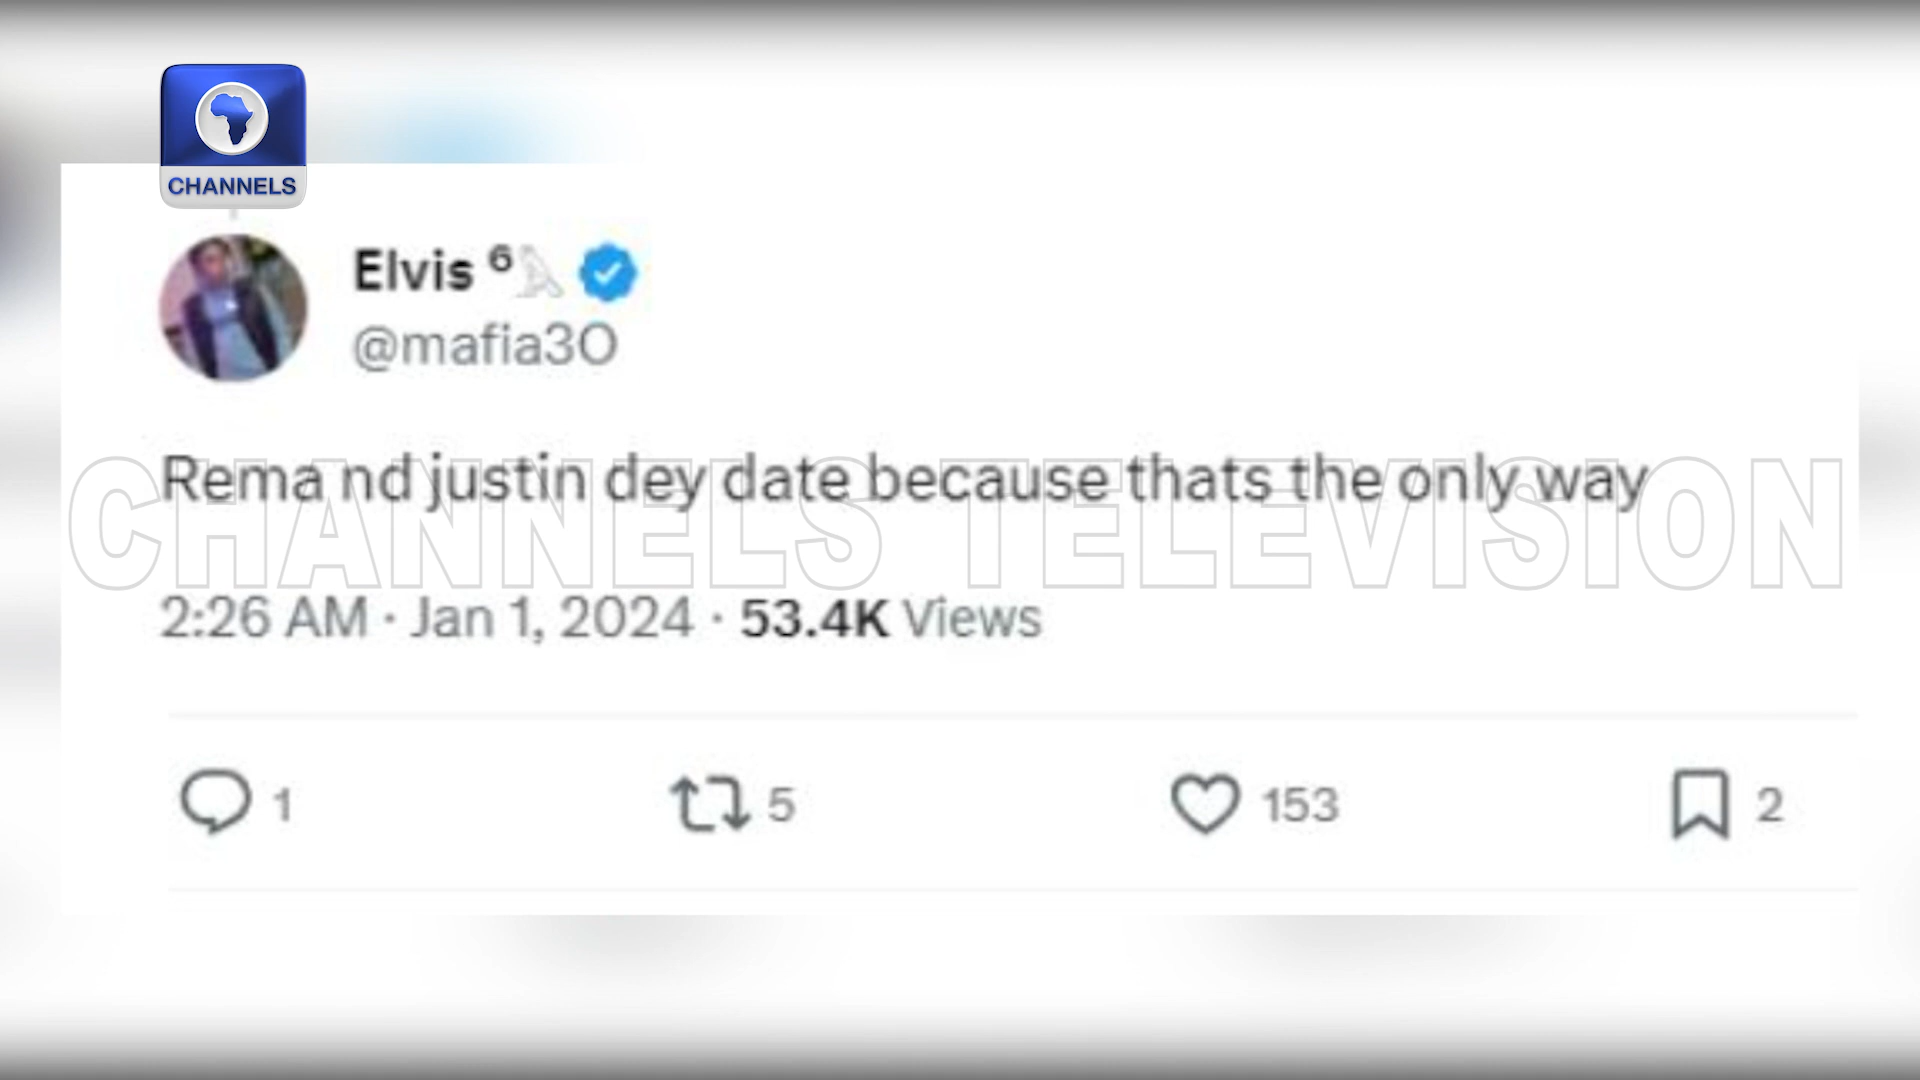 CHANNELS
Elvis ⁶
@mafia3O
Rema nd justin dey date because thats the only way
CHANNELS TELEVISION
2:26 AM · Jan 1, 2024 · 53.4K Views
1 5 153 2